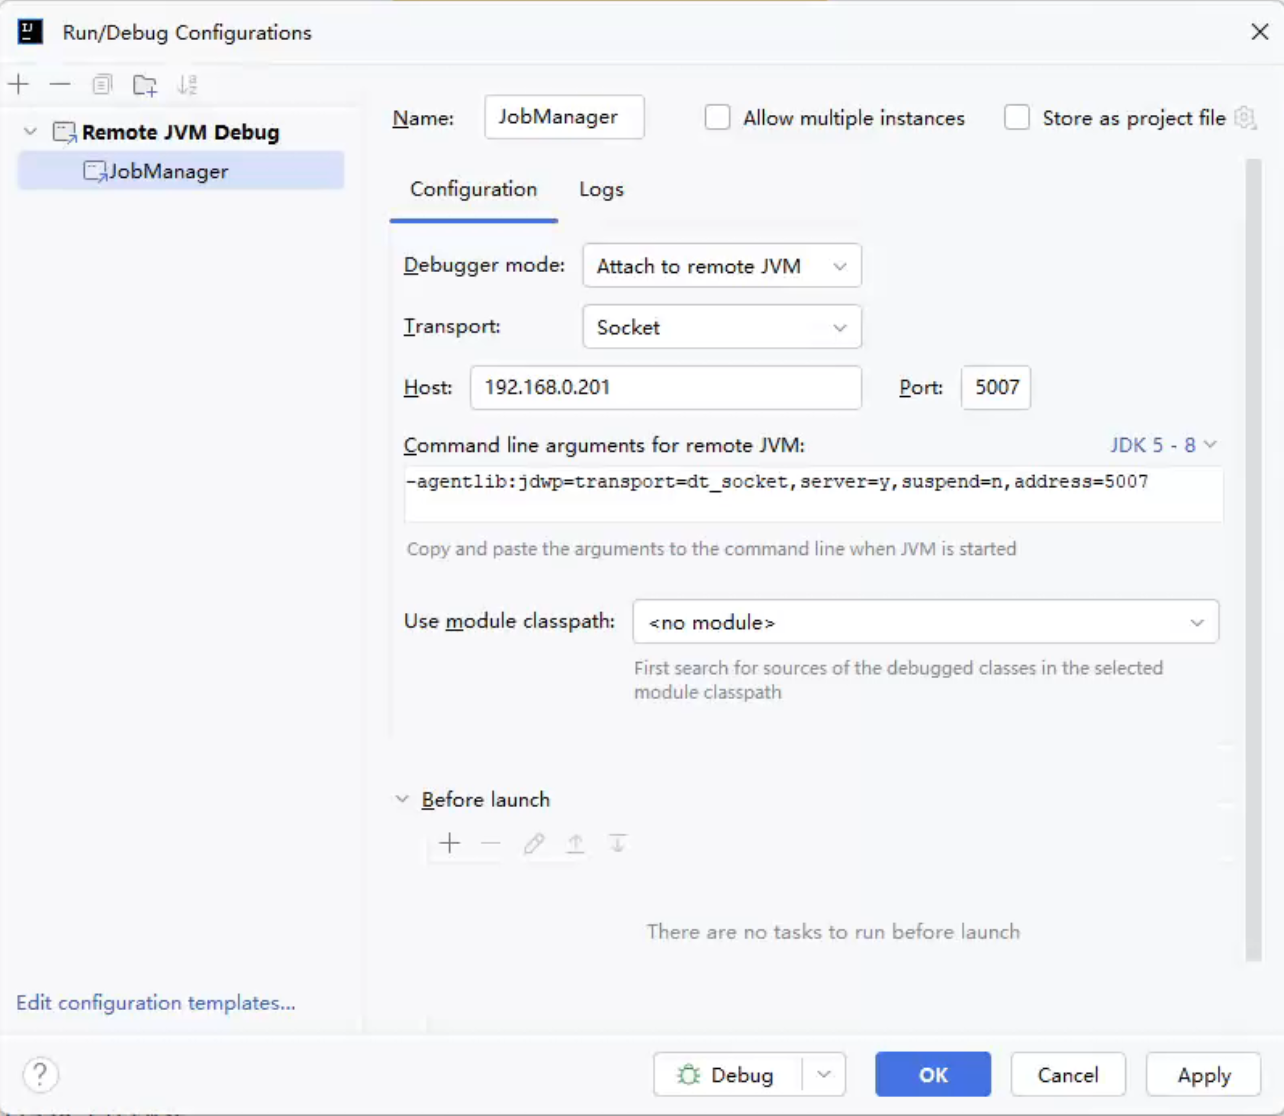 Run/Debug Configurations
Remote JVM Debug
JobManager
Name: JobManager Allow multiple instances Store as project file
Configuration Logs
Debugger mode: Attach to remote JVM
Transport: Socket
Host: 192.168.0.201 Port: 5007
Command line arguments for remote JVM: JDK 5 - 8
-agentlib:jdwp=transport=dt_socket,server=y,suspend=n,address=5007
Copy and paste the arguments to the command line when JVM is started
Use module classpath: <no module>
First search for sources of the debugged classes in the selected
module classpath
Before launch
There are no tasks to run before launch
Edit configuration templates...
? Debug OK Cancel Apply